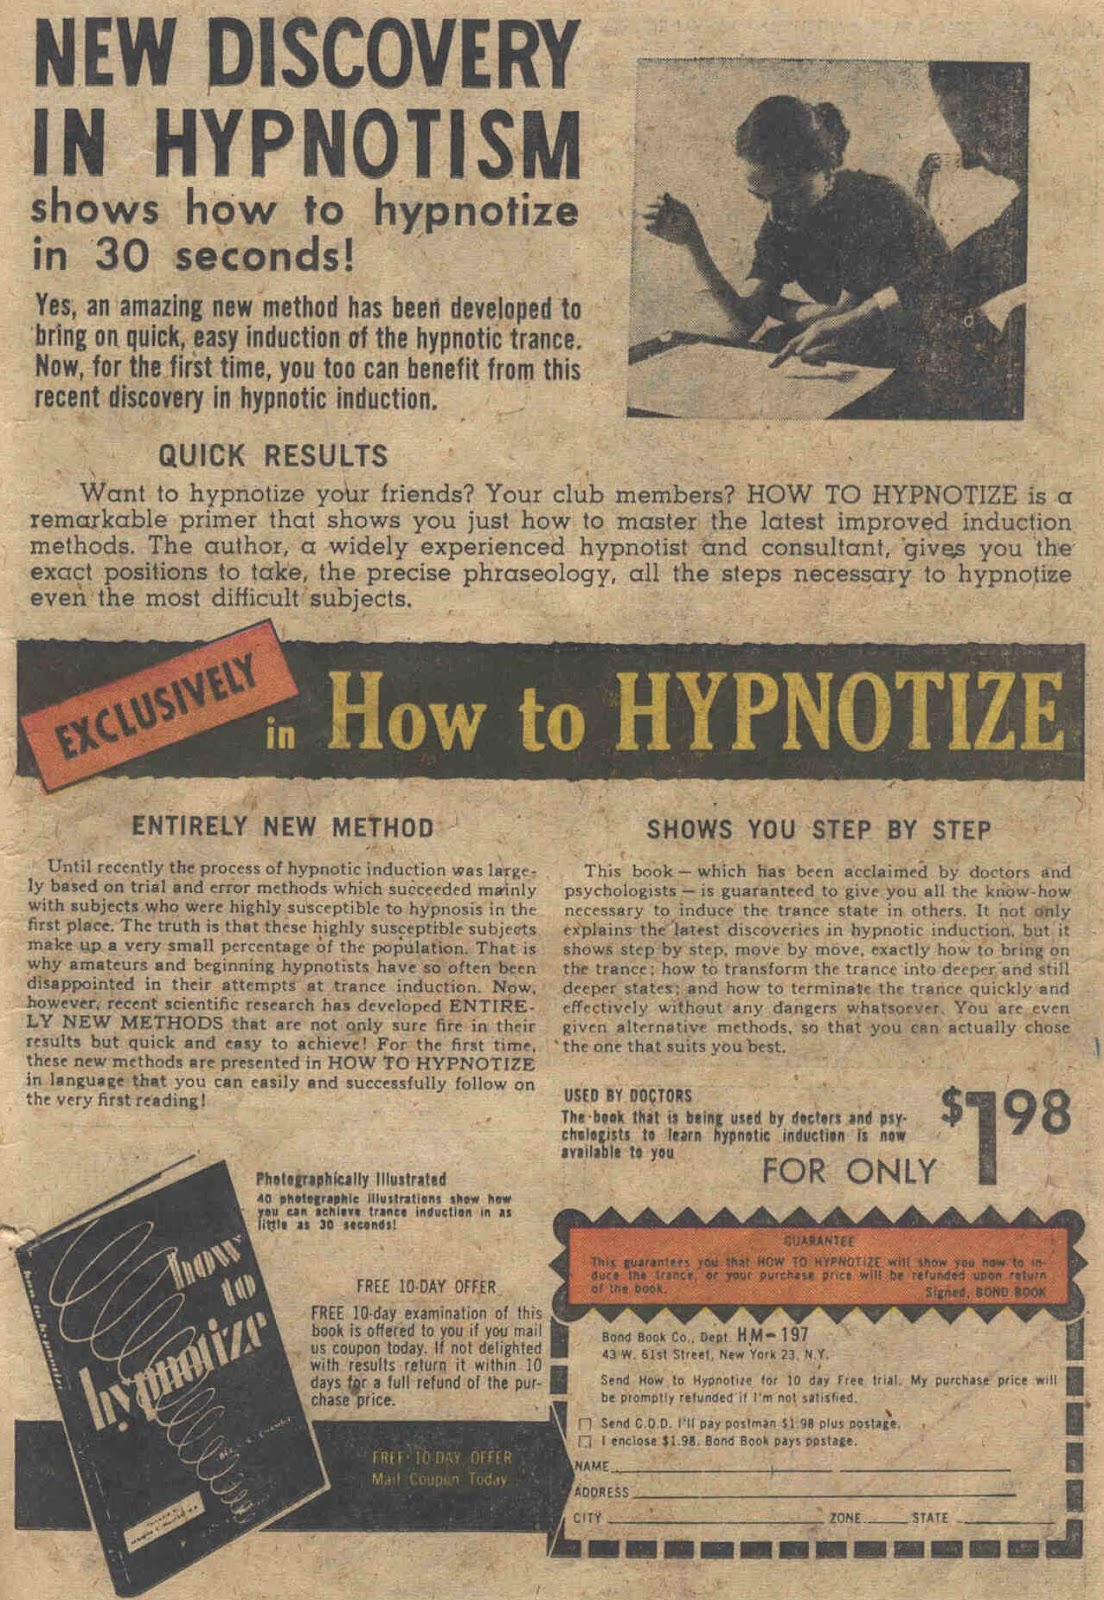 NEW DISCOVERY
IN HYPNOTISM
shows how to hypnotize
in 30 seconds!
Yes, an amazing new method has been developed to
bring on quick, easy induction of the hypnotic trance.
Now, for the first time, you too can benefit from this
recent discovery in hypnotic induction.
QUICK RESULTS
Want to hypnotize your friends? Your club members? HOW TO HYPNOTIZE is a
remarkable primer that shows you just how to master the latest improved induction
methods. The author, a widely experienced hypnotist and consultant, gives you the
exact positions to take, the precise phraseology, all the steps necessary to hypnotize
even the most difficult subjects.
EXCLUSIVELY
in How to HYPNOTIZE
ENTIRELY NEW METHOD
Until recently the process of hypnotic induction was large-
ly based on trial and error methods which succeeded mainly
with subjects who were highly susceptible to hypnosis in the
first place. The truth is that these highly susceptible subjects
make up a very small percentage of the population. That is
why amateurs and beginning hypnotists have so often been
disappointed in their attempts at trance induction. Now,
however, recent scientific research has developed ENTIRE-
LY NEW METHODS that are not only sure fire in their
results but quick and easy to achieve! For the first time,
these new methods are presented in HOW TO HYPNOTIZE
in language that you can easily and successfully follow on
the very first reading!
SHOWS YOU STEP BY STEP
This book — which has been acclaimed by doctors and
psychologists — is guaranteed to give you all the know-how
necessary to induce the trance state in others. It not only
explains the latest discoveries in hypnotic induction, but it
shows step by step, move by move, exactly how to bring on
the trance; how to transform the trance into deeper and still
deeper states; and how to terminate the trance quickly and
effectively without any dangers whatsoever. You are even
given alternative methods, so that you can actually chose
the one that suits you best.
USED BY DOCTORS
The book that is being used by doctors and psy-
chologists to learn hypnotic induction is now
available to you
FOR ONLY $1.98
Photographically Illustrated
40 photographic illustrations show how
you can achieve trance induction in as
little as 30 seconds!
how to hypnotize
how
to
hypnotize
FREE 10-DAY OFFER
FREE 10-day examination of this
book is offered to you if you mail
us coupon today. If not delighted
with results return it within 10
days for a full refund of the pur-
chase price.
FREE 10 DAY OFFER
Mail Coupon Today
GUARANTEE
This guarantees you that HOW TO HYPNOTIZE will show you how to in-
duce the trance, or your purchase price will be refunded upon return
of the book.
Signed, BOND BOOK
Bond Book Co., Dept. HM-197
43 W. 61st Street, New York 23, N.Y.
Send How to Hypnotize for 10 day Free trial. My purchase price will
be promptly refunded if I'm not satisfied.
Send C.O.D. I'll pay postman $1.98 plus postage.
I enclose $1.98. Bond Book pays postage.
NAME
ADDRESS
CITY ZONE STATE